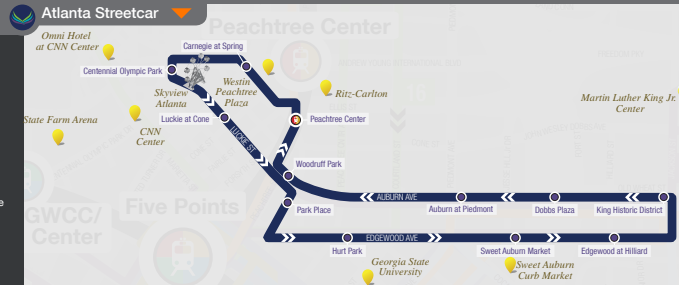 Atlanta Streetcar
Peachtree Center
Omni Hotel
at CNN Center
Carnegie at Spring
Centennial Olympic Park
Skyview
Atlanta
Westin
Peachtree
Plaza
Ritz-Carlton
Martin Luther King Jr.
Center
State Farm Arena
CNN
Center
Luckie at Cone
LUCKIE ST
Peachtree Center
Woodruff Park
AUBURN AVE
Park Place
Auburn at Piedmont
Dobbs Plaza
King Historic District
GWCC/
Center
Five Points
EDGEWOOD AVE
Hurt Park
Sweet Auburn Market
Edgewood at Hilliard
Georgia State
University
Sweet Auburn
Curb Market
e